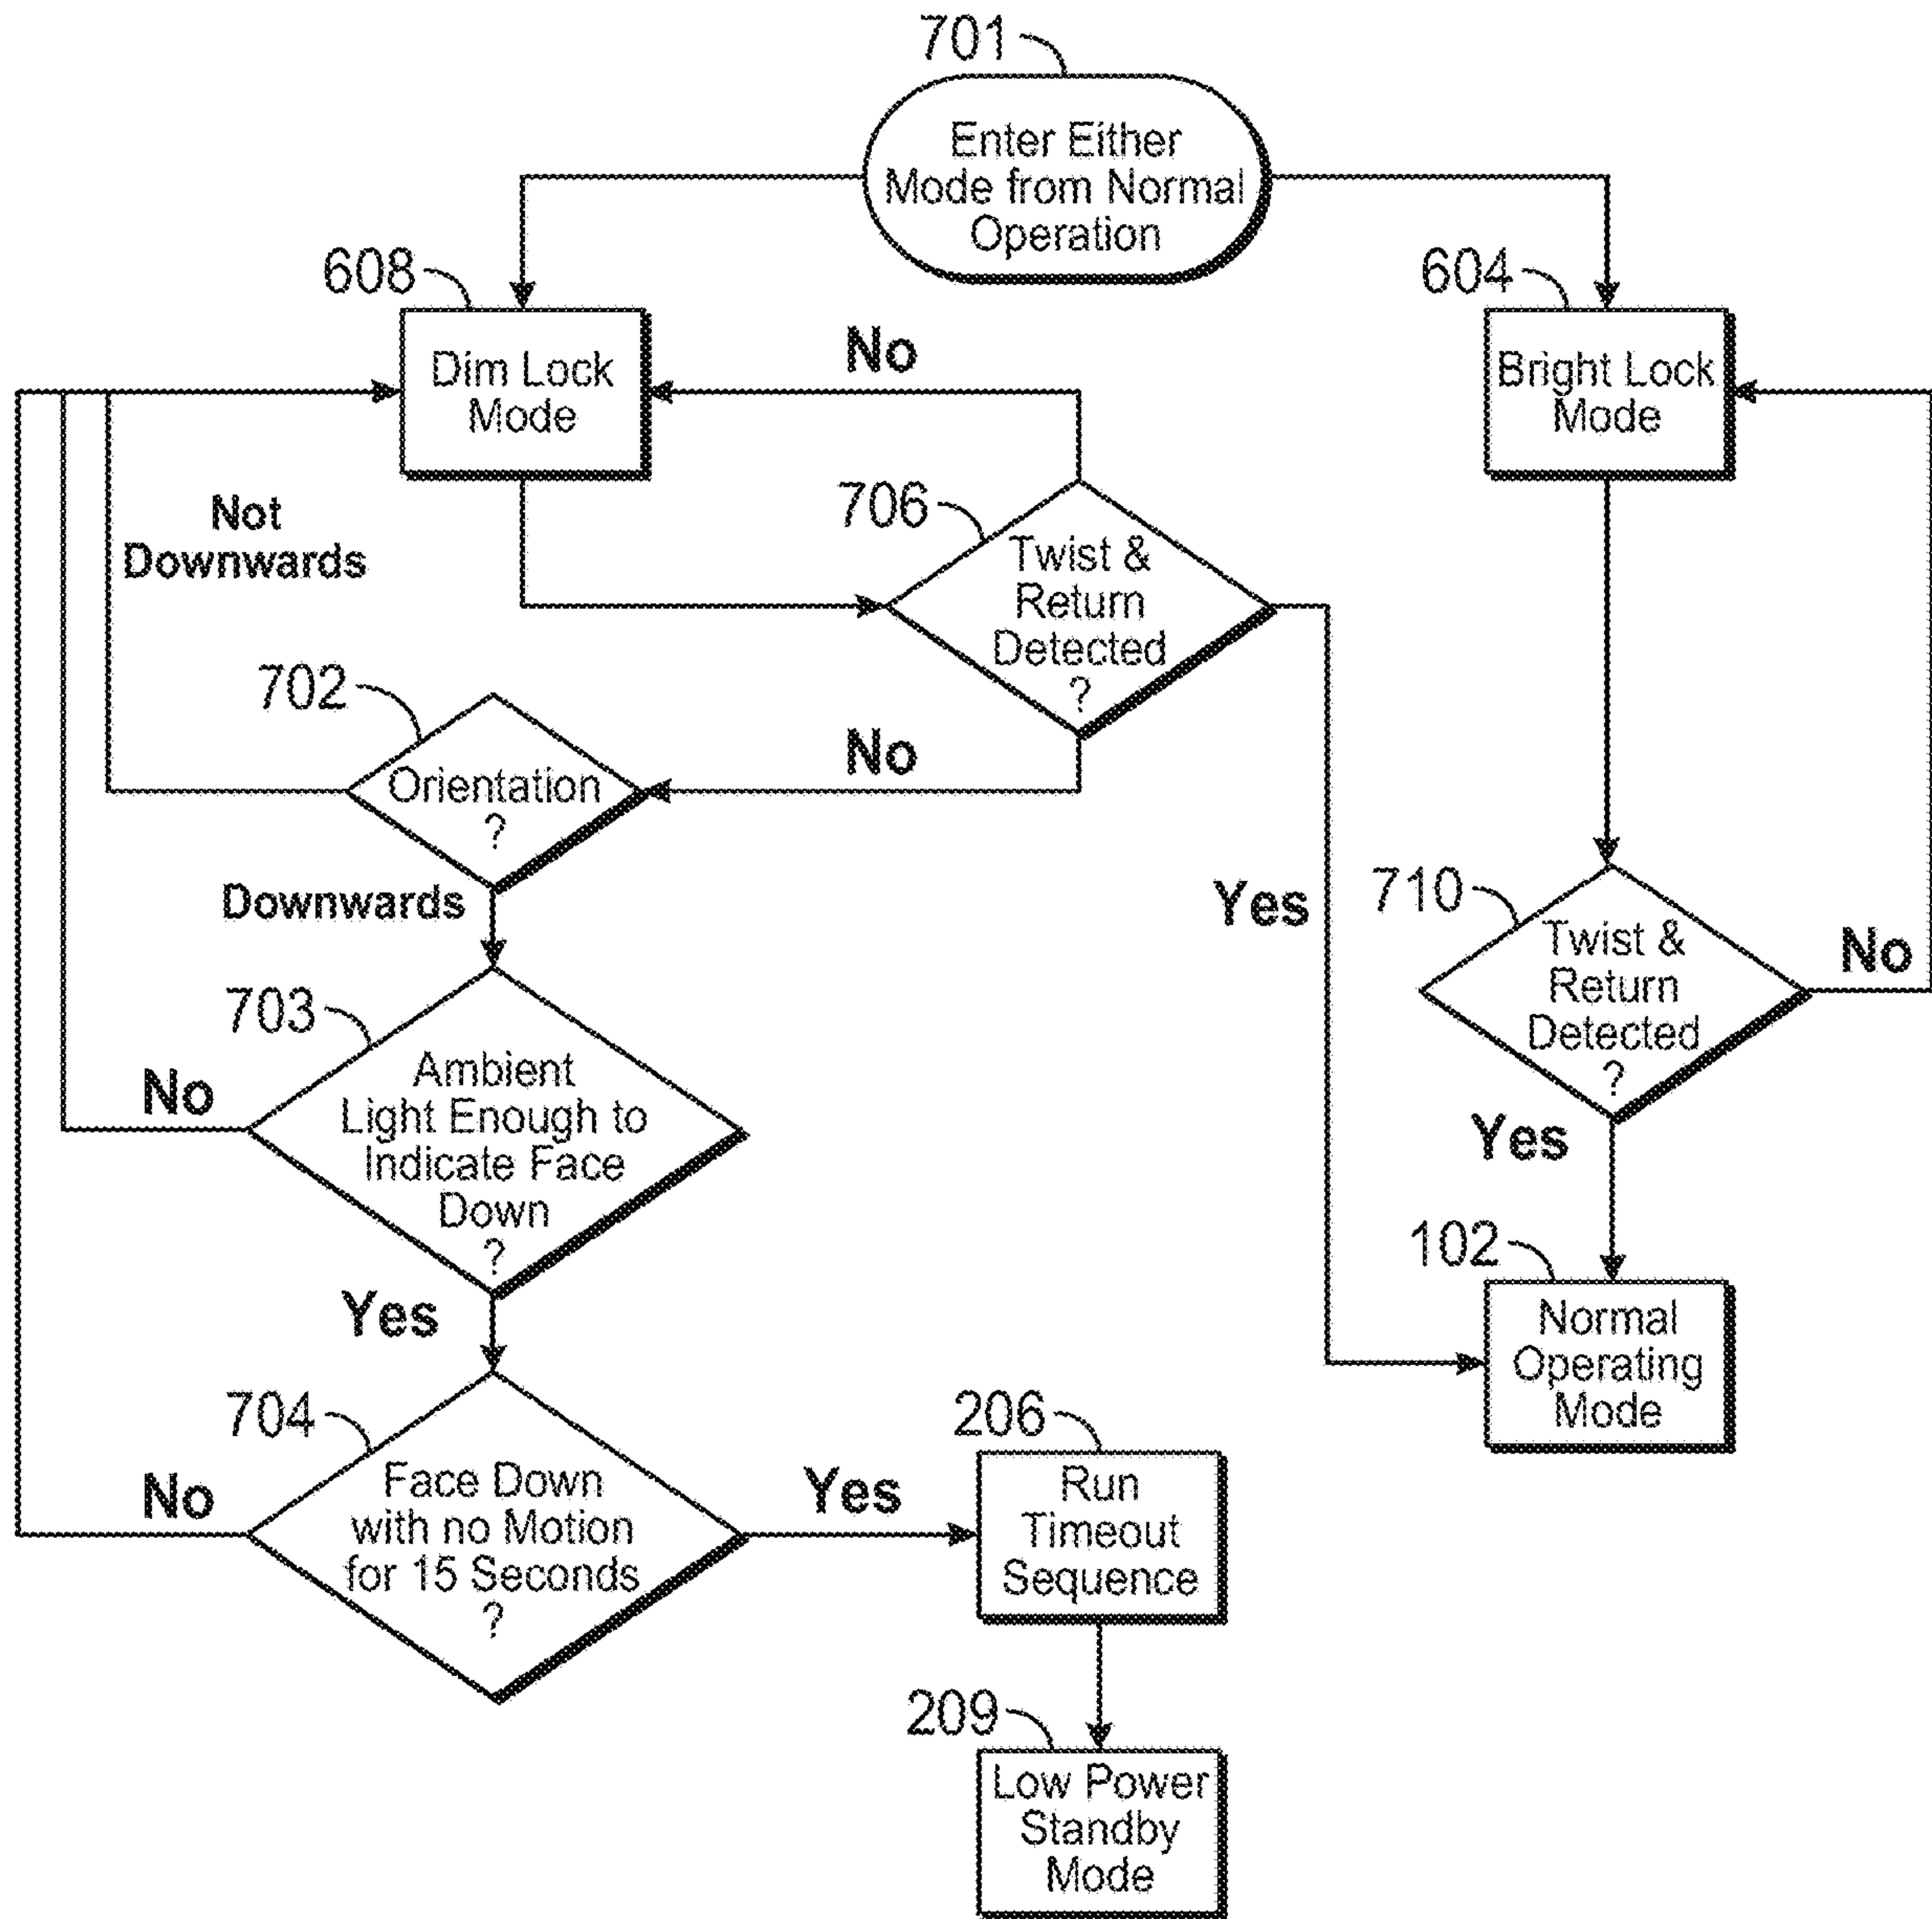 701
Enter Either
Mode from Normal
Operation
608
Dim Lock
Mode
No
604
Bright Lock
Mode
Not
Downwards
706
Twist &
Return
Detected
?
702
Orientation
?
No
Downwards
Yes
710
Twist &
Return
Detected
?
No
703
Ambient
Light Enough to
Indicate Face
Down
?
No
Yes
Yes
102
Normal
Operating
Mode
704
Face Down
with no Motion
for 15 Seconds
?
No
Yes
206
Run
Timeout
Sequence
209
Low Power
Standby
Mode